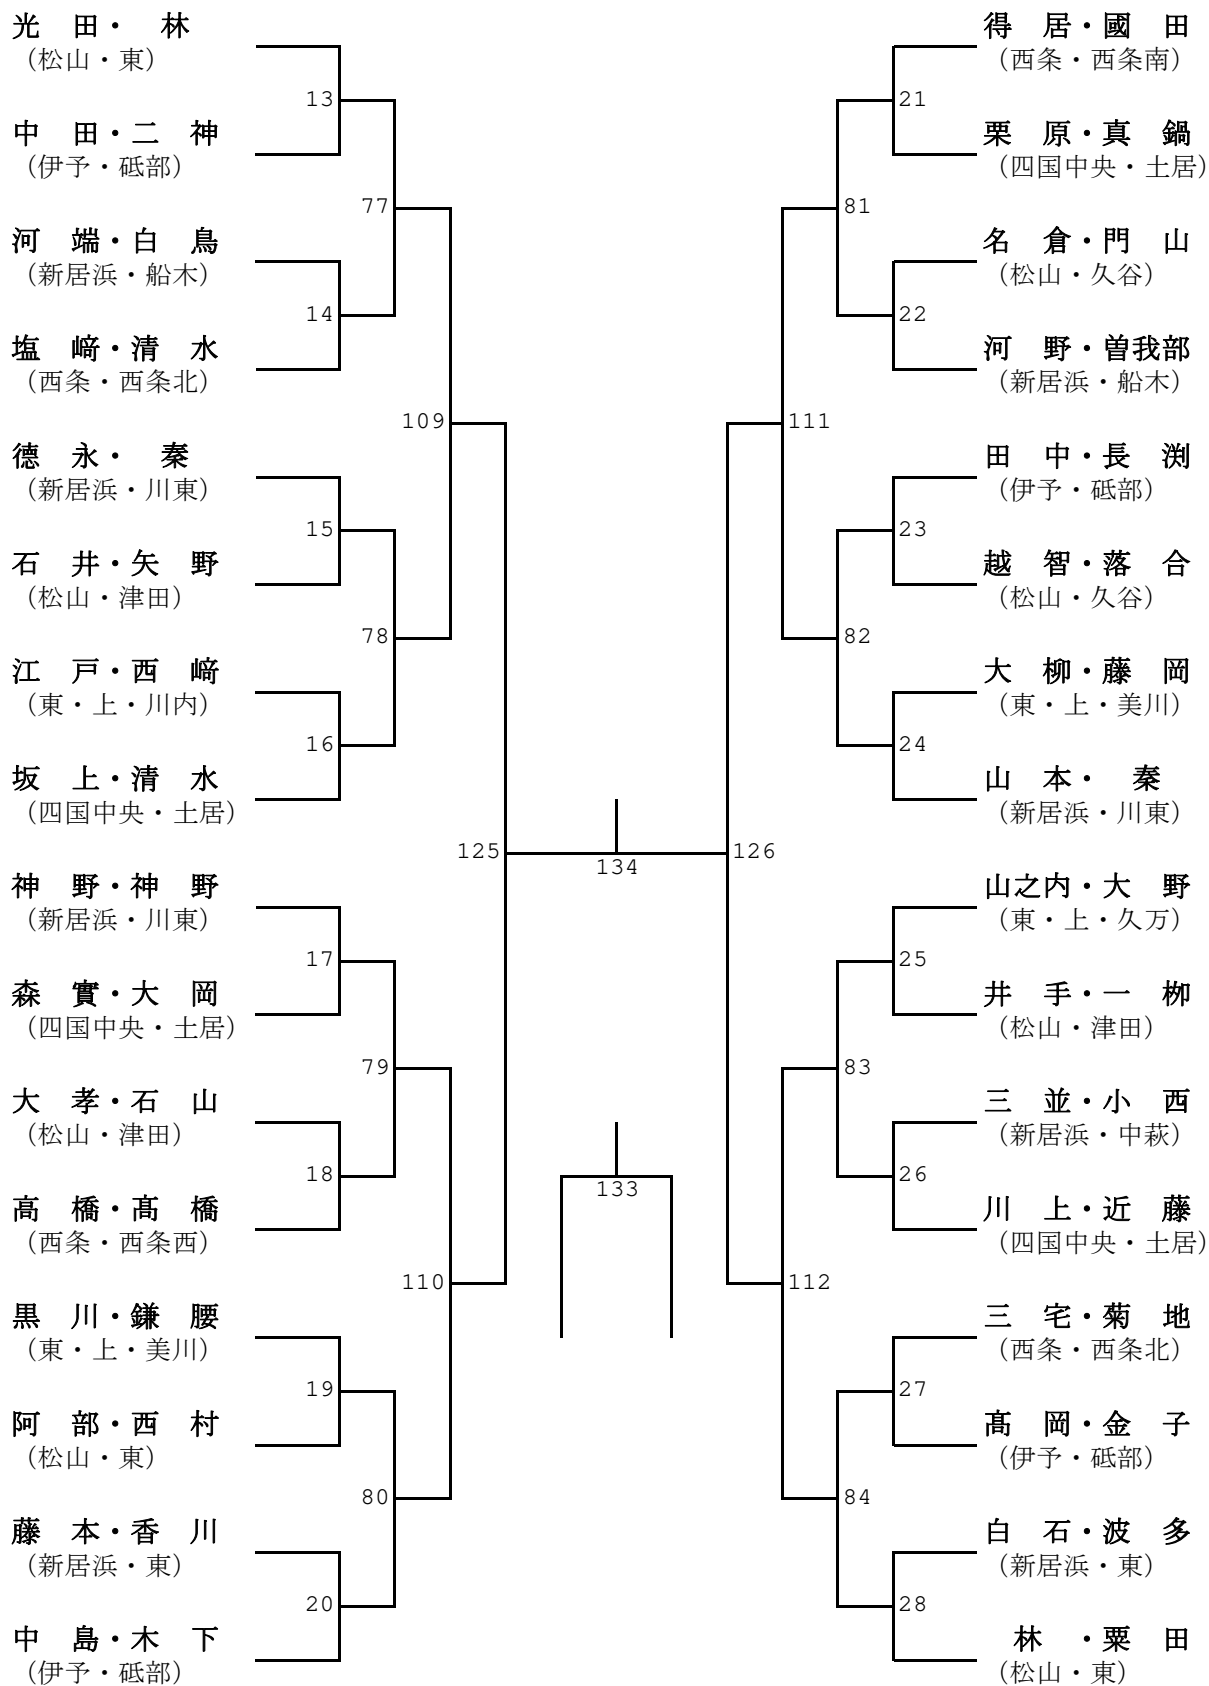 光　田・　林
（松山・東）
13
中　田・二　神
（伊予・砥部）
77
河　端・白　鳥
（新居浜・船木）
14
塩　﨑・清　水
（西条・西条北）
109
德　永・　秦
（新居浜・川東）
15
石　井・矢　野
（松山・津田）
78
江　戸・西　﨑
（東・上・川内）
16
坂　上・清　水
（四国中央・土居）
125
神　野・神　野
（新居浜・川東）
17
森　實・大　岡
（四国中央・土居）
79
大　孝・石　山
（松山・津田）
18
高　橋・髙　橋
（西条・西条西）
110
黒　川・鎌　腰
（東・上・美川）
19
阿　部・西　村
（松山・東）
80
藤　本・香　川
（新居浜・東）
20
中　島・木　下
（伊予・砥部）
134
133
得　居・國　田
（西条・西条南）
21
栗　原・真　鍋
（四国中央・土居）
81
名　倉・門　山
（松山・久谷）
22
河　野・曽我部
（新居浜・船木）
111
田　中・長　渕
（伊予・砥部）
23
越　智・落　合
（松山・久谷）
82
大　柳・藤　岡
（東・上・美川）
24
山　本・　秦
（新居浜・川東）
126
山之内・大　野
（東・上・久万）
25
井　手・一　栁
（松山・津田）
83
三　並・小　西
（新居浜・中萩）
26
川　上・近　藤
（四国中央・土居）
112
三　宅・菊　地
（西条・西条北）
27
髙　岡・金　子
（伊予・砥部）
84
白　石・波　多
（新居浜・東）
28
林　・粟　田
（松山・東）